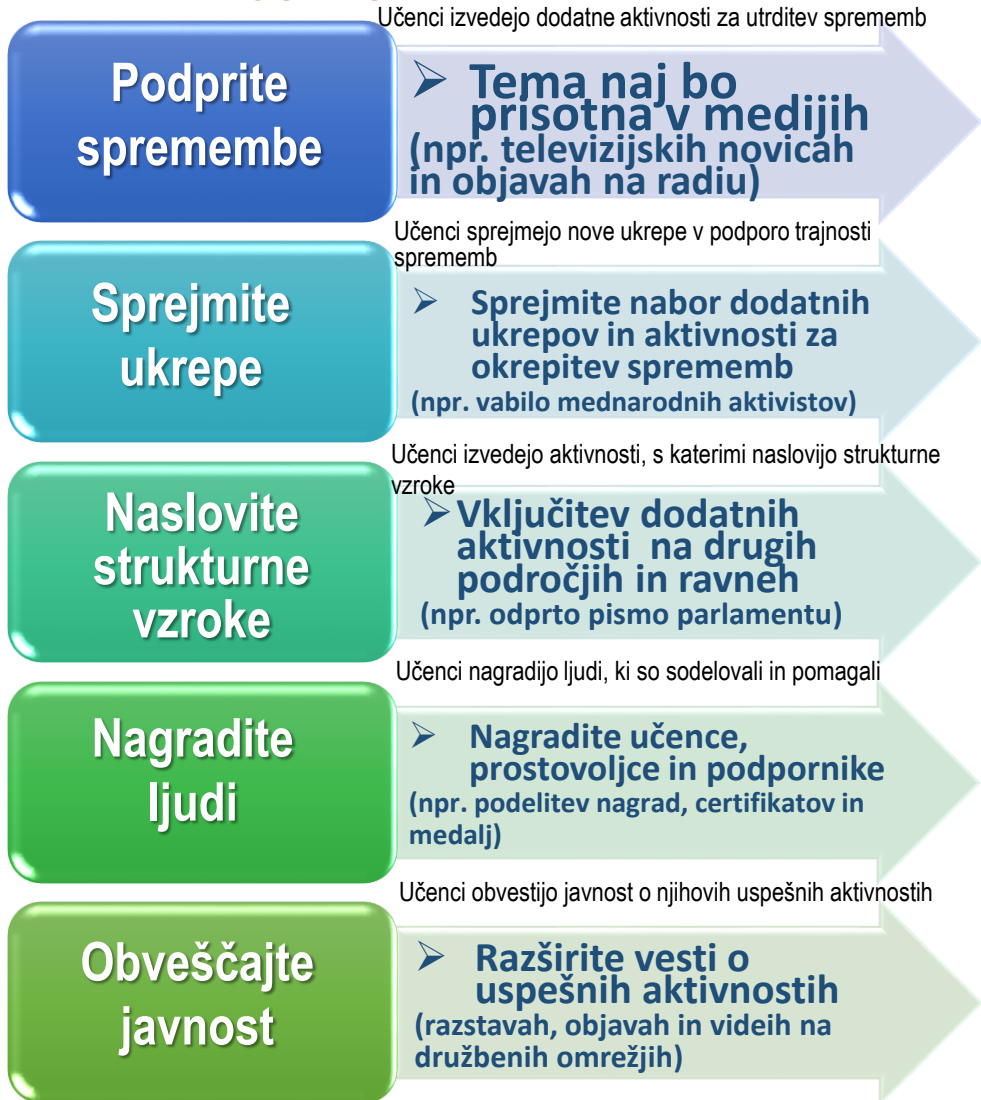 Učenci izvedejo dodatne aktivnosti za utrditev sprememb
Podprite
spremembe
➢ Tema naj bo
prisotna v medijih
(npr. televizijskih novicah
in objavah na radiu)
Učenci sprejmejo nove ukrepe v podporo trajnosti
sprememb
Sprejmite
ukrepe
➢ Sprejmite nabor dodatnih
ukrepov in aktivnosti za
okrepitev sprememb
(npr. vabilo mednarodnih aktivistov)
Učenci izvedejo aktivnosti, s katerimi naslovijo strukturne
vzroke
Naslovite
strukturne
vzroke
➢ Vključitev dodatnih
aktivnosti na drugih
področjih in ravneh
(npr. odprto pismo parlamentu)
Učenci nagradijo ljudi, ki so sodelovali in pomagali
Nagradite
ljudi
➢ Nagradite učence,
prostovoljce in podpornike
(npr. podelitev nagrad, certifikatov in
medalj)
Učenci obvestijo javnost o njihovih uspešnih aktivnostih
Obveščajte
javnost
➢ Razširite vesti o
uspešnih aktivnostih
(razstavah, objavah in videih na
družbenih omrežjih)